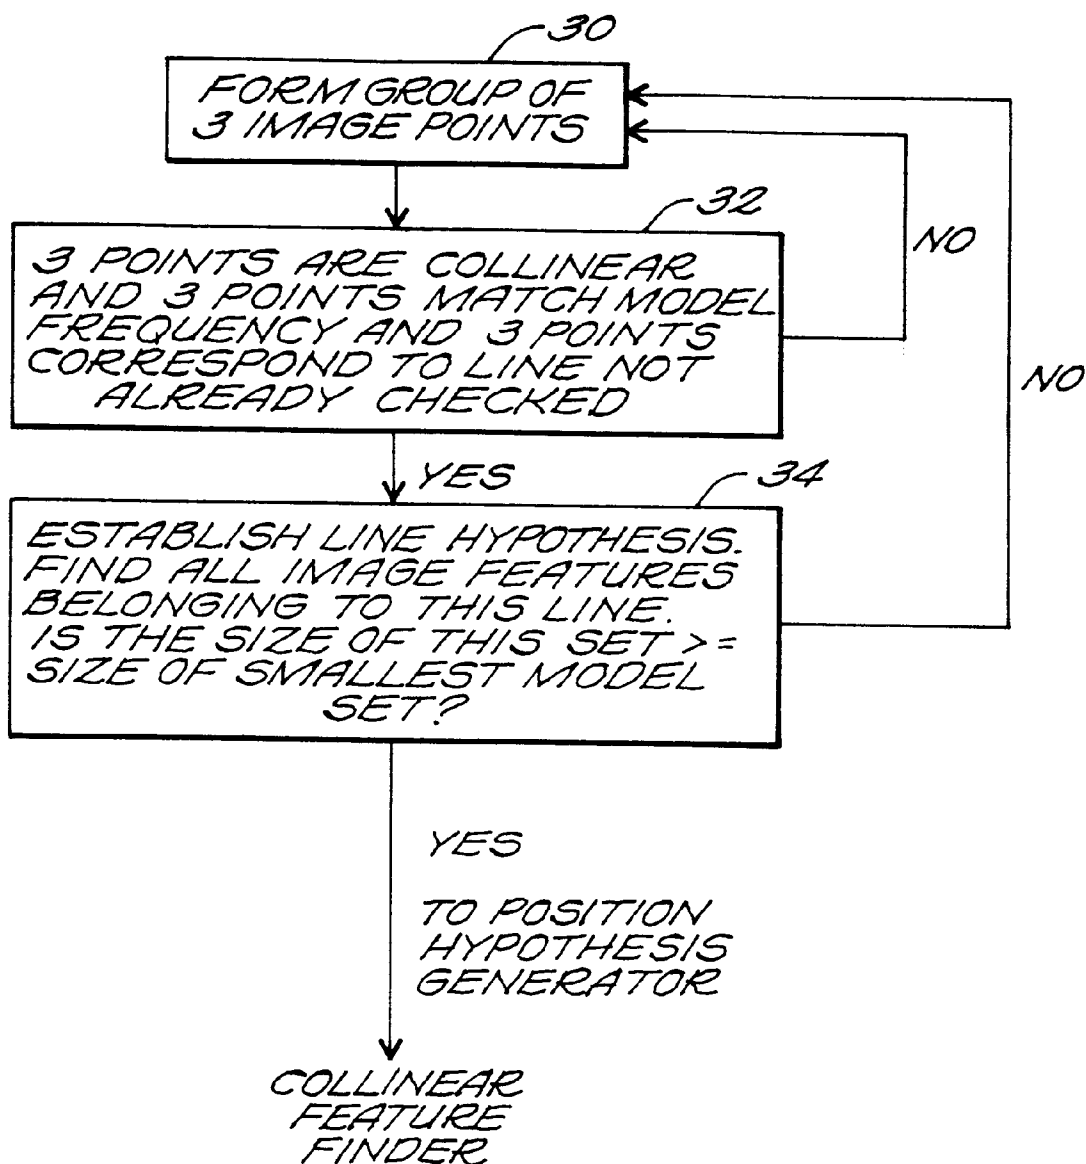 30
FORM GROUP OF
3 IMAGE POINTS
32
3 POINTS ARE COLLINEAR
AND 3 POINTS MATCH MODEL
FREQUENCY AND 3 POINTS
CORRESPOND TO LINE NOT
ALREADY CHECKED
NO
NO
YES
34
ESTABLISH LINE HYPOTHESIS.
FIND ALL IMAGE FEATURES
BELONGING TO THIS LINE.
IS THE SIZE OF THIS SET >=
SIZE OF SMALLEST MODEL
SET?
YES
TO POSITION
HYPOTHESIS
GENERATOR
COLLINEAR
FEATURE
FINDER